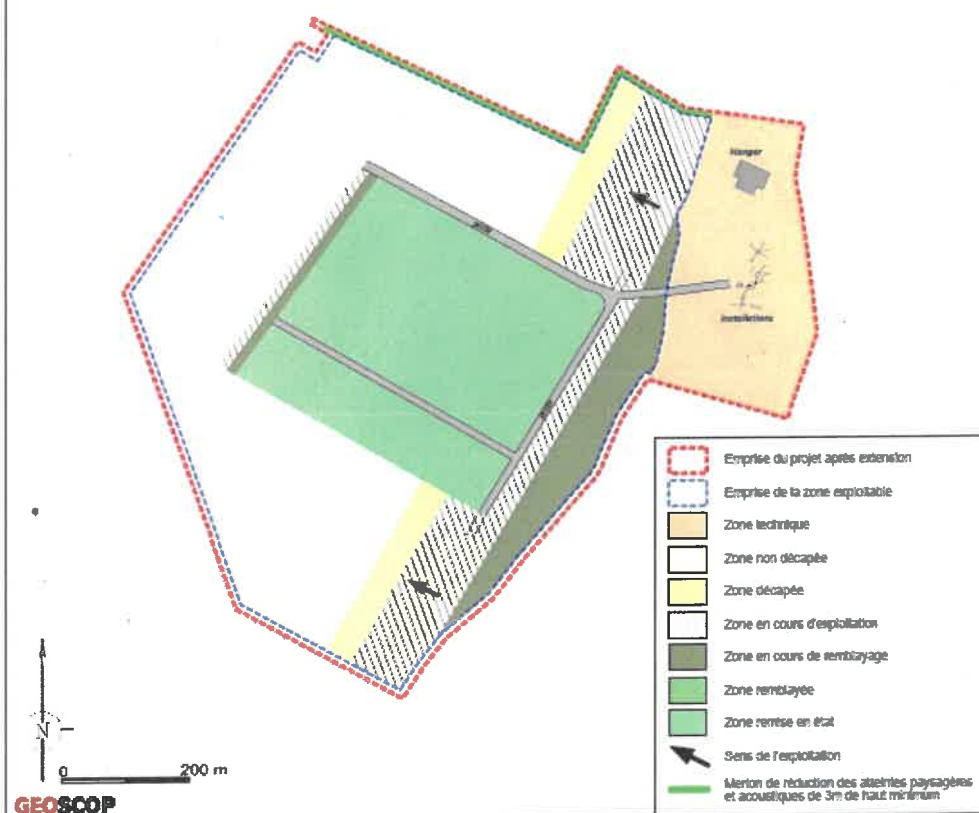 Hangar
Installations
Emprise du projet après extension
Emprise de la zone exploitable
Zone technique
Zone non décapée
Zone décapée
Zone en cours d'exploitation
Zone en cours de remblayage
Zone remblayée
Zone remise en état
Sens de l'exploitation
Merlon de réduction des atteintes paysagères
et acoustiques de 3m de haut minimum
N
0 200 m
GEOSCOP